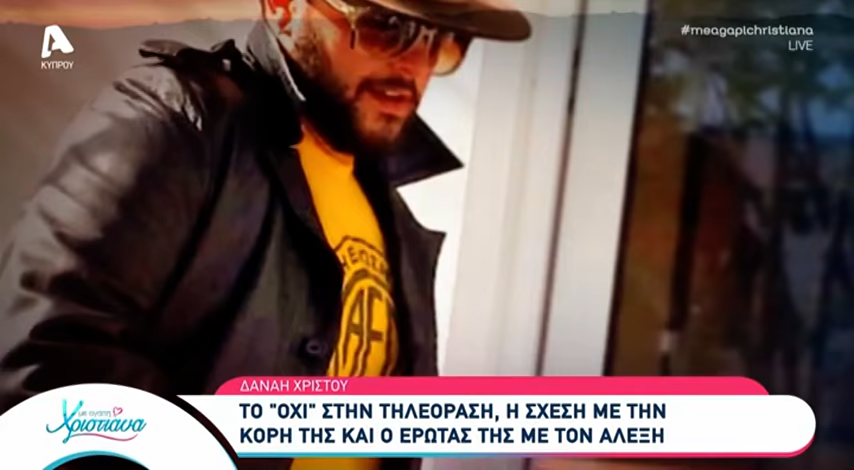 KYΠΡΟΥ
#meagapichristiana
LIVE
ΔΑΝΑΗ ΧΡΙΣΤΟΥ
ΤΟ "ΟΧΙ" ΣΤΗΝ ΤΗΛΕΟΡΑΣΗ, Η ΣΧΕΣΗ ΜΕ ΤΗΝ
ΚΟΡΗ ΤΗΣ ΚΑΙ Ο ΕΡΩΤΑΣ ΤΗΣ ΜΕ ΤΟΝ ΑΛΕΞΗ
με αγάπη
Χριστιάνα